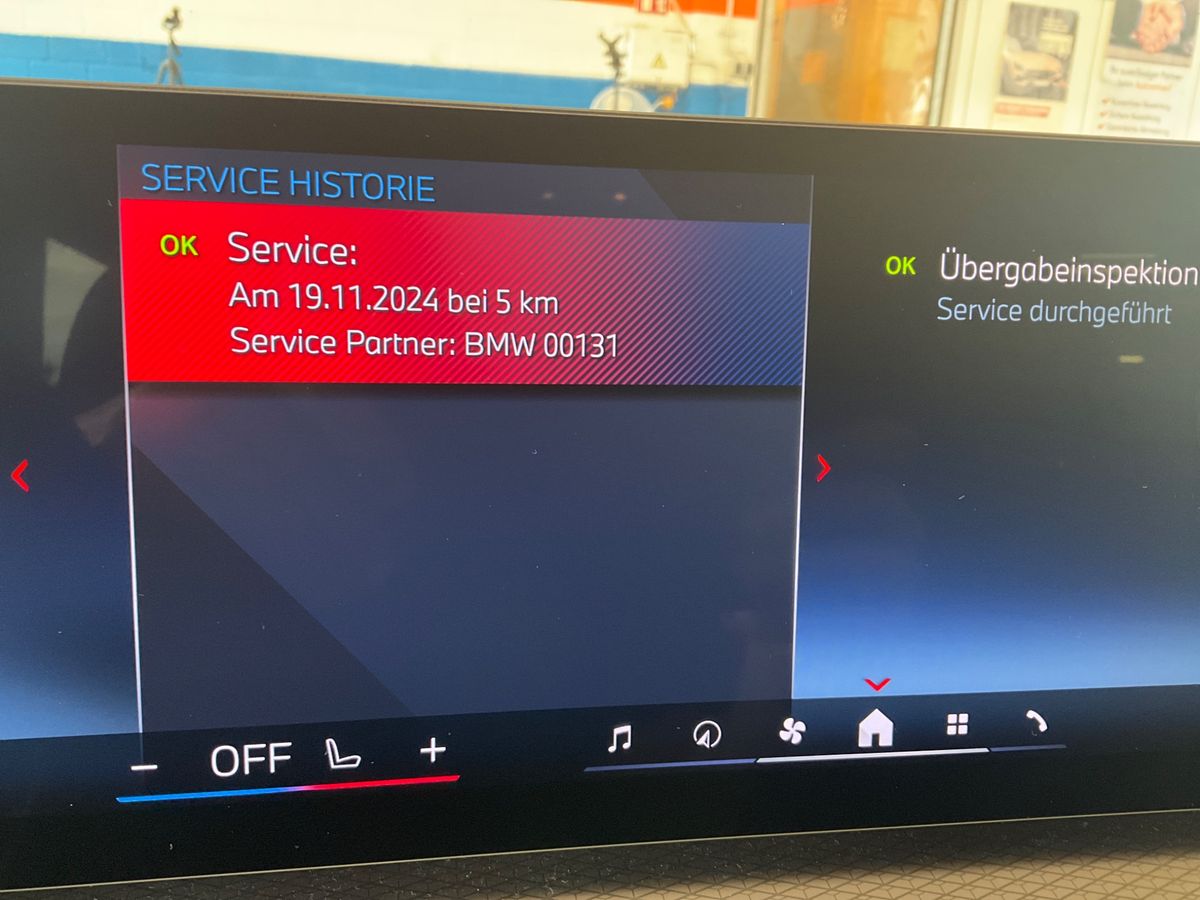 SERVICE HISTORIE
OK Service:
Am 19.11.2024 bei 5 km
Service Partner: BMW 00131
OK Übergabeinspektion
Service durchgeführt
- OFF +